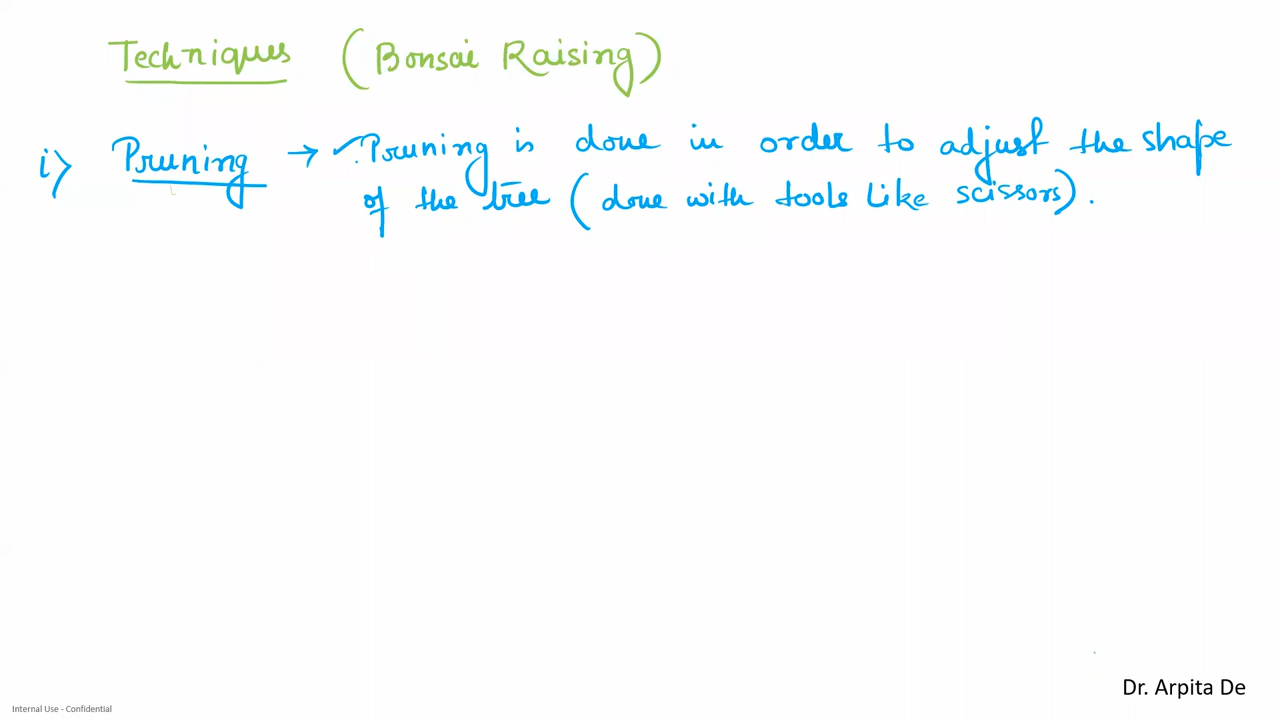 Techniques (Bonsai Raising)
i) Pruning → ✓Pruning is done in order to adjust the shape
of the tree (done with tools like scissors).
Dr. Arpita De
Internal Use - Confidential